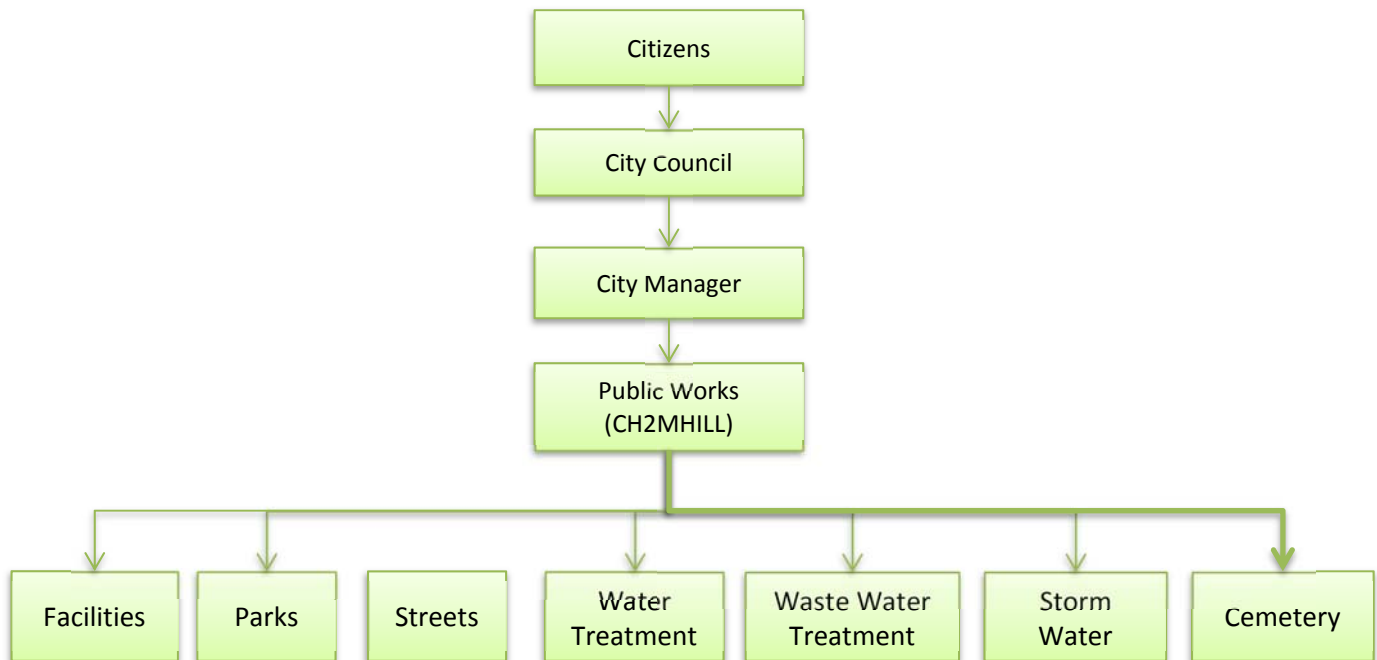 Citizens
City Council
City Manager
Public Works
(CH2MHILL)
Facilities
Parks
Streets
Water
Treatment
Waste Water
Treatment
Storm
Water
Cemetery